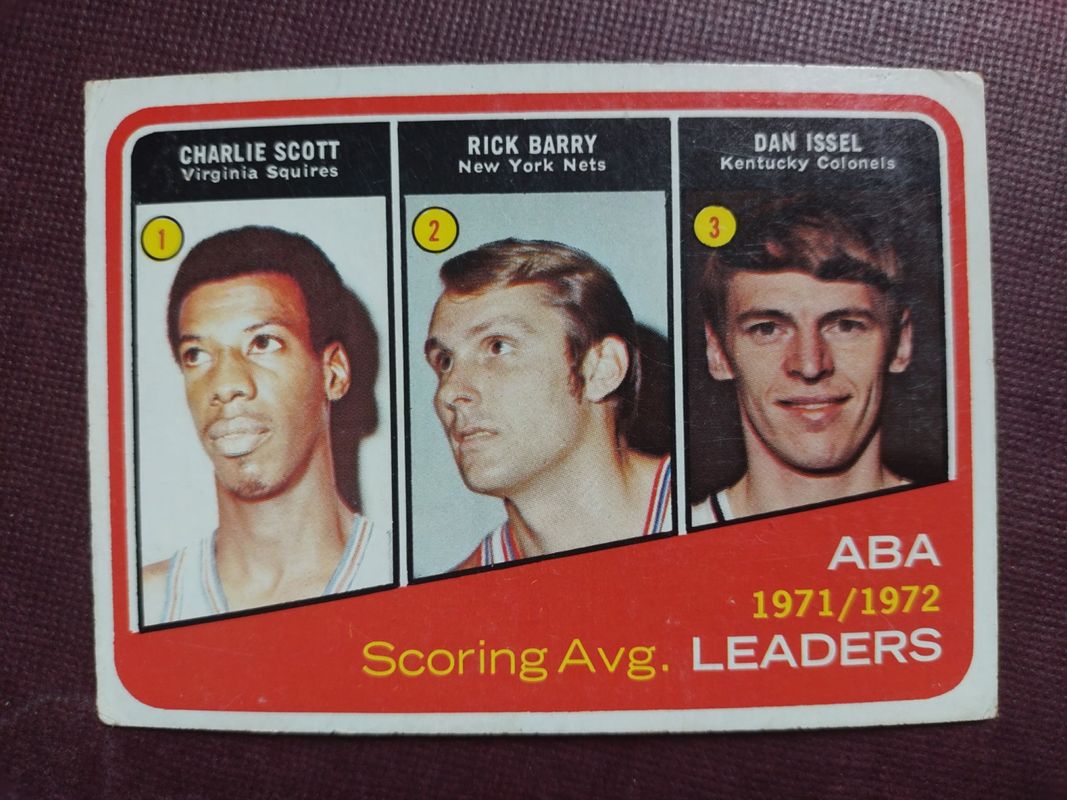 CHARLIE SCOTT
Virginia Squires
RICK BARRY
New York Nets
DAN ISSEL
Kentucky Colonels
1
2
3
ABA
1971/1972
Scoring Avg. LEADERS